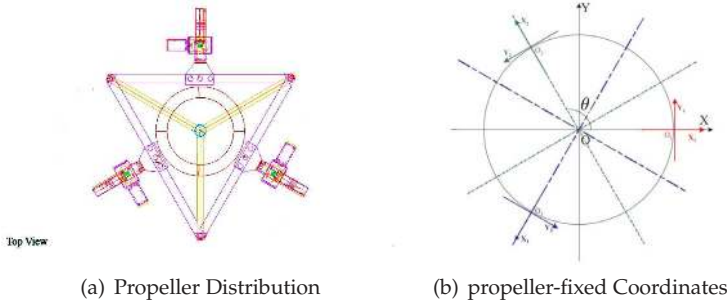 Top View
Y
X
θ
O
(a) Propeller Distribution
(b) propeller-fixed Coordinates